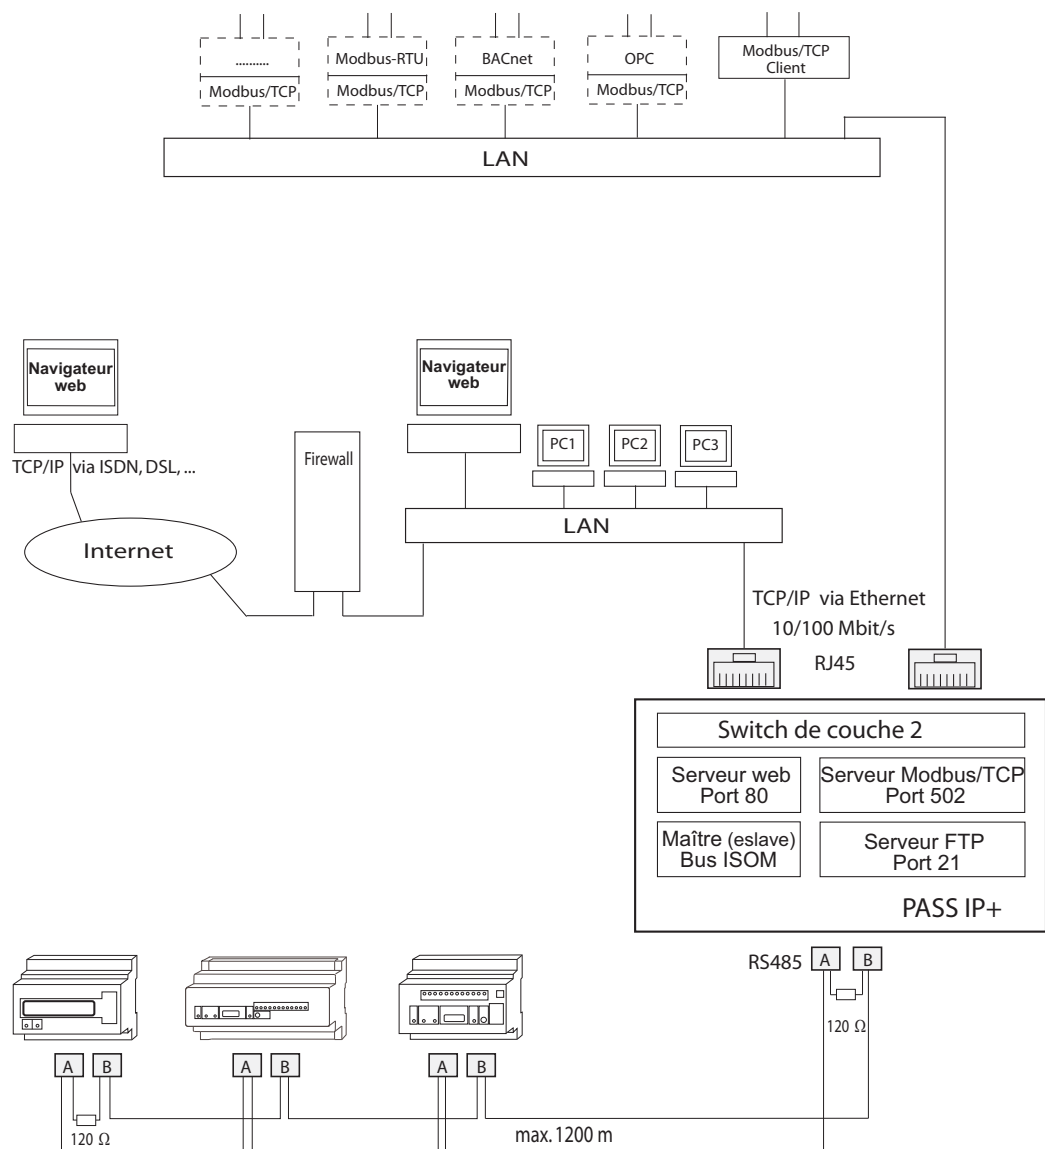 ..........
Modbus/TCP
Modbus-RTU
Modbus/TCP
BACnet
Modbus/TCP
OPC
Modbus/TCP
Modbus/TCP
Client
LAN
Navigateur
web
TCP/IP via ISDN, DSL, ...
Internet
Firewall
Navigateur
web
PC1
PC2
PC3
LAN
TCP/IP via Ethernet
10/100 Mbit/s
RJ45
Switch de couche 2
Serveur web
Port 80
Serveur Modbus/TCP
Port 502
Maître (eslave)
Bus ISOM
Serveur FTP
Port 21
PASS IP+
RS485
A
B
120 Ω
A
B
A
B
A
B
120 Ω
max. 1200 m